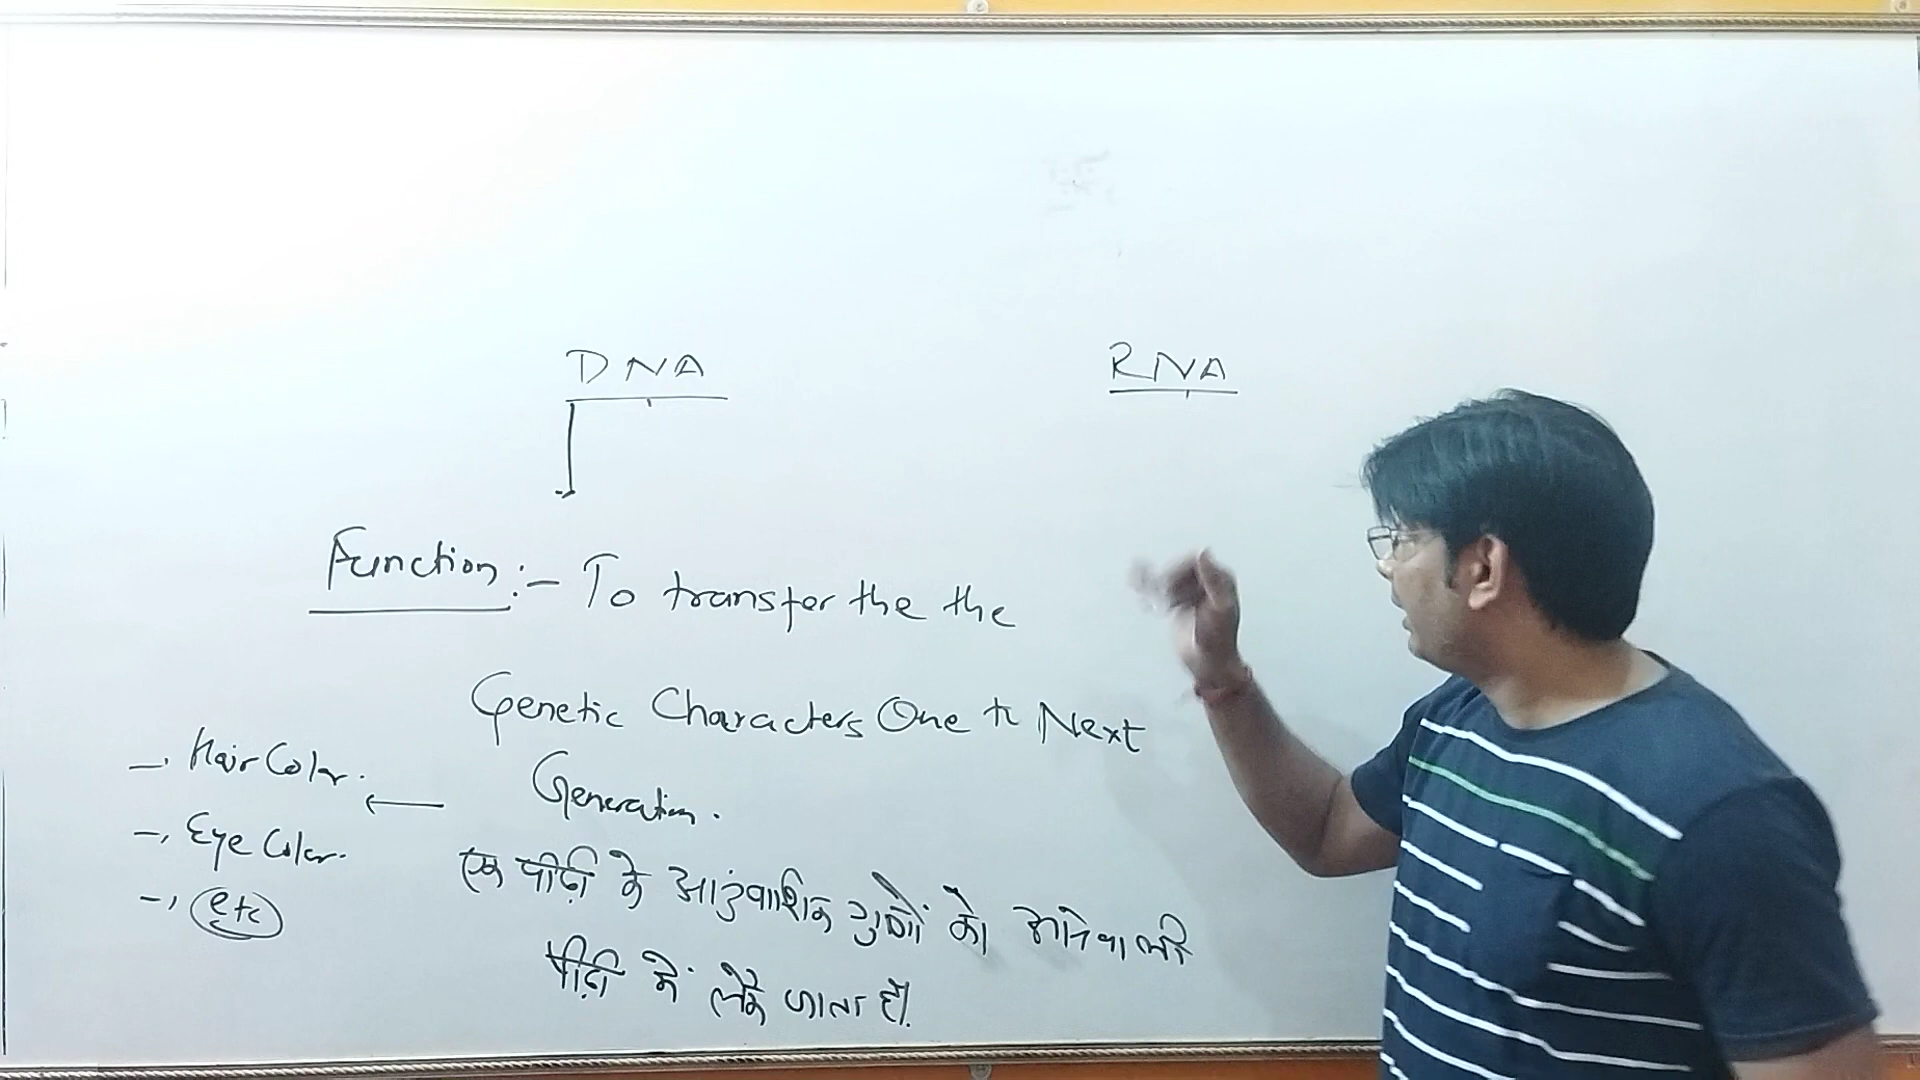 DNA RNA
Function :- To transfer the the
Genetic Characters One to Next
Generation.
- Hair Color.
- Eye Color.
- etc
एक पीढ़ी के आनुवांशिक गुणों को आनेवाली
पीढ़ी में लेके जाता है।